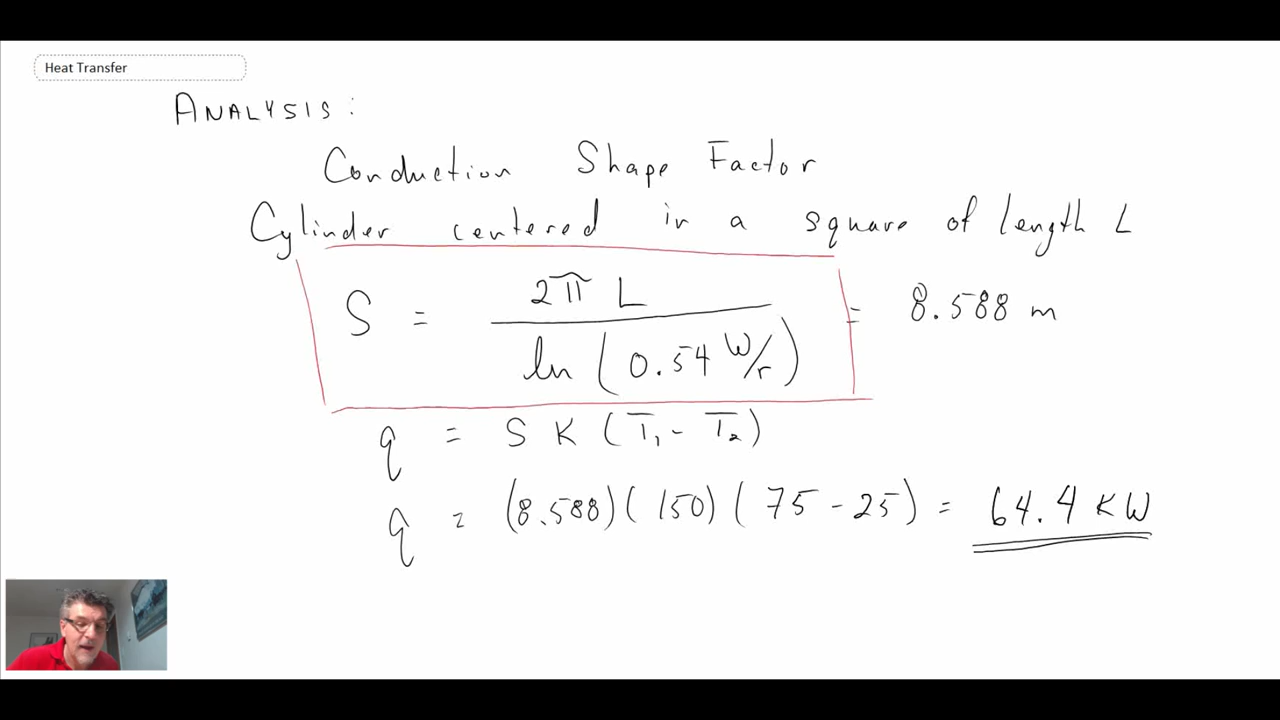 Heat Transfer
ANALYSIS:
Conduction Shape Factor
Cylinder centered in a square of length L
S = 2π L / ln (0.54 W/r) = 8.588 m
q = S K (T₁ - T₂)
q = (8.588)(150)(75-25) = 64.4 KW